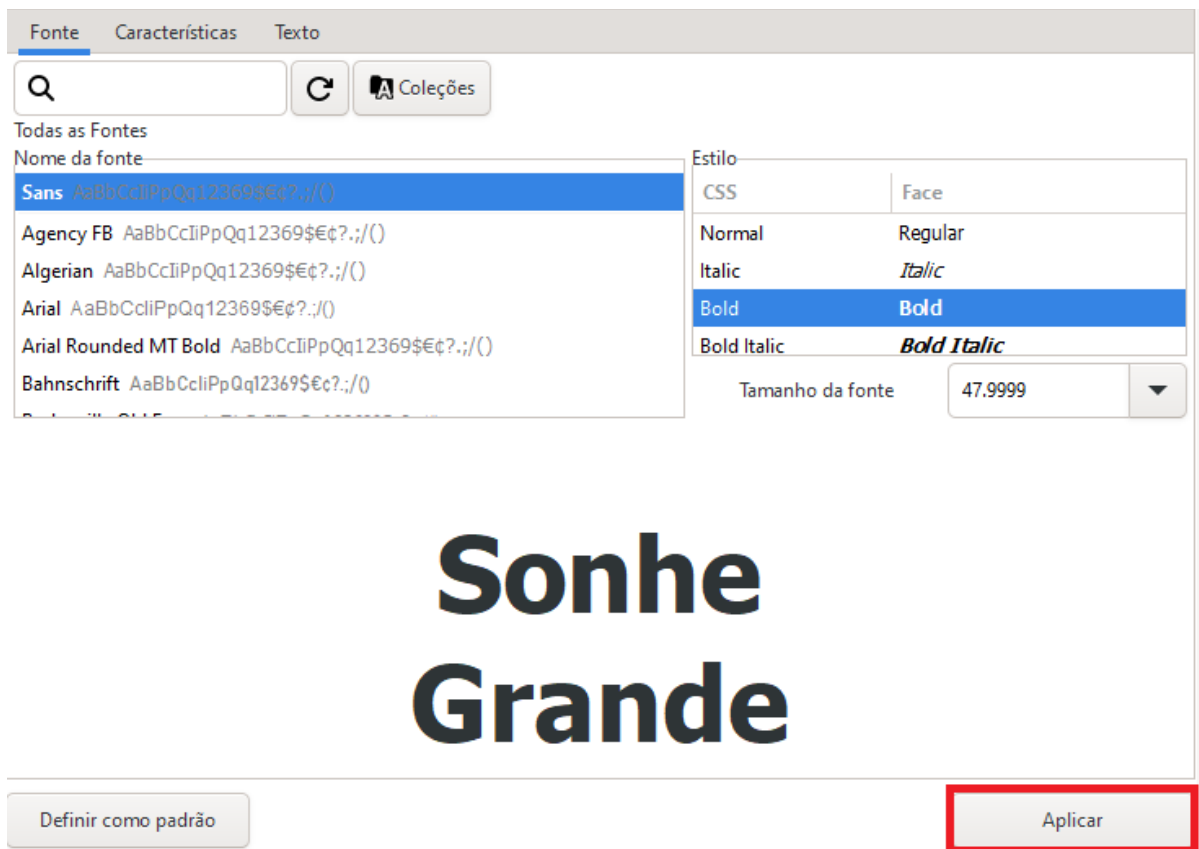 Fonte Características Texto
Coleções
Todas as Fontes
Nome da fonte
Sans AaBbCcIiPpQq12369$€¢?.;/()
Agency FB AaBbCcIiPpQq12369$€¢?.;/()
Algerian AaBbCcIiPpQq12369$€¢?.;/()
Arial AaBbCcIiPpQq12369$€¢?.;/()
Arial Rounded MT Bold AaBbCcIiPpQq12369$€¢?.;/()
Bahnschrift AaBbCcIiPpQq12369$€¢?.;/()
Estilo
CSS Face
Normal Regular
Italic Italic
Bold Bold
Bold Italic Bold Italic
Tamanho da fonte 47.9999
Sonhe
Grande
Definir como padrão Aplicar